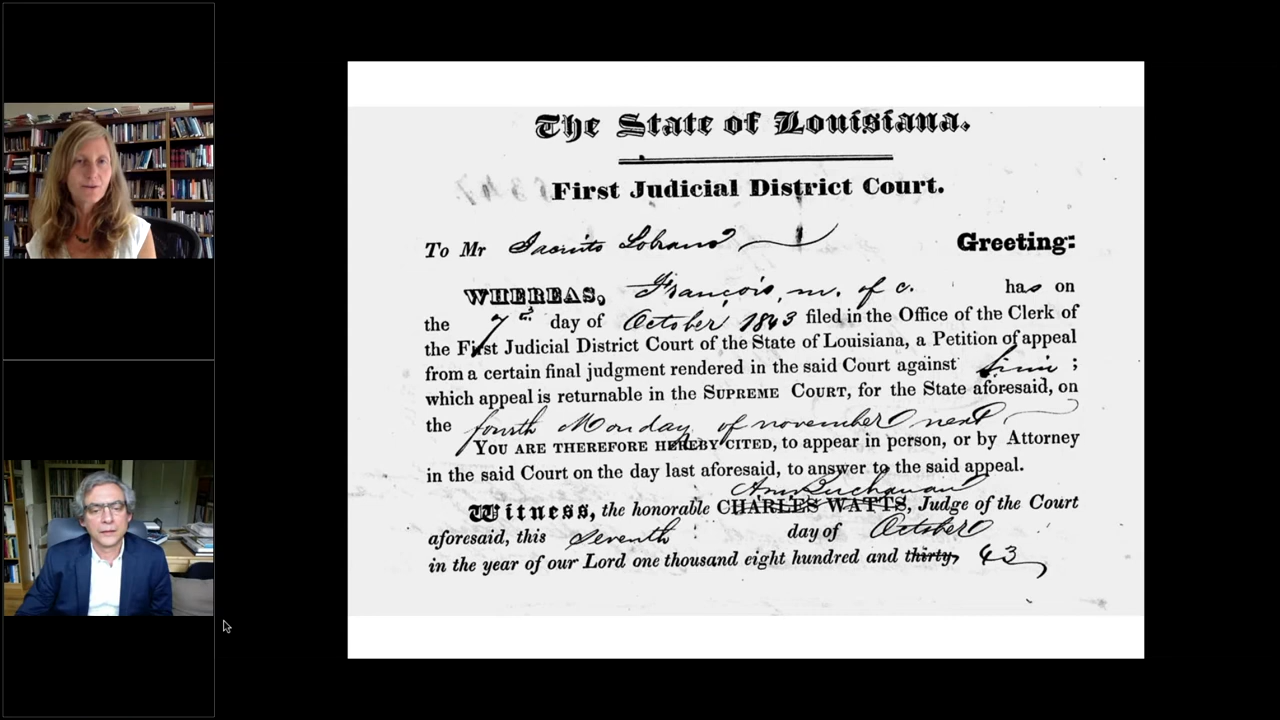 The State of Louisiana.
First Judicial District Court.
To Mr Jacinto Lobrano Greeting:
WHEREAS, François, m. of c. has on
the 7th day of October 1843 filed in the Office of the Clerk of
the First Judicial District Court of the State of Louisiana, a Petition of appeal
from a certain final judgment rendered in the said Court against him ;
which appeal is returnable in the SUPREME COURT, for the State aforesaid, on
the fourth Monday of november next
YOU ARE THEREFORE HEREBY CITED, to appear in person, or by Attorney
in the said Court on the day last aforesaid, to answer to the said appeal.
Buchanan
Witness, the honorable CHARLES WATTS, Judge of the Court
aforesaid, this seventh day of October
in the year of our Lord one thousand eight hundred and thirty, 43